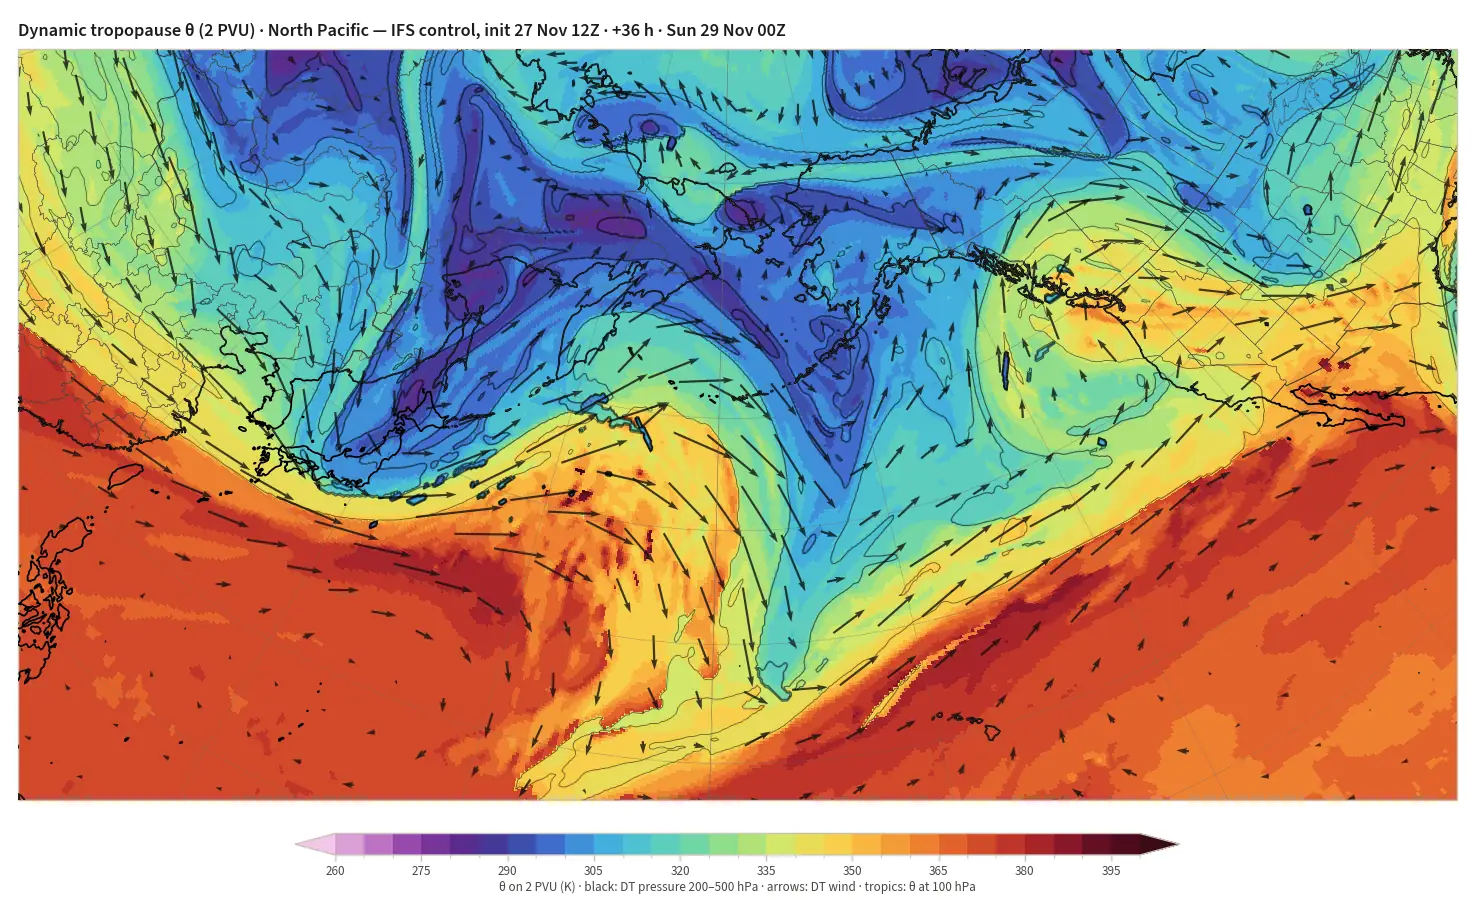 Dynamic tropopause θ (2 PVU) · North Pacific — IFS control, init 27 Nov 12Z · +36 h · Sun 29 Nov 00Z
260 275 290 305 320 335 350 365 380 395
θ on 2 PVU (K) · black: DT pressure 200–500 hPa · arrows: DT wind · tropics: θ at 100 hPa